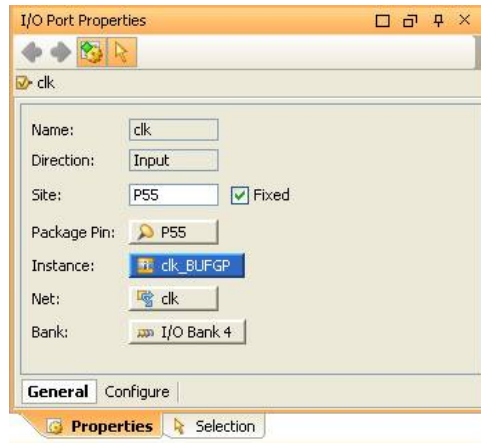 I/O Port Properties
clk
Name: clk
Direction: Input
Site: P55 Fixed
Package Pin: P55
Instance: clk_BUFGP
Net: clk
Bank: I/O Bank 4
General Configure
Properties Selection